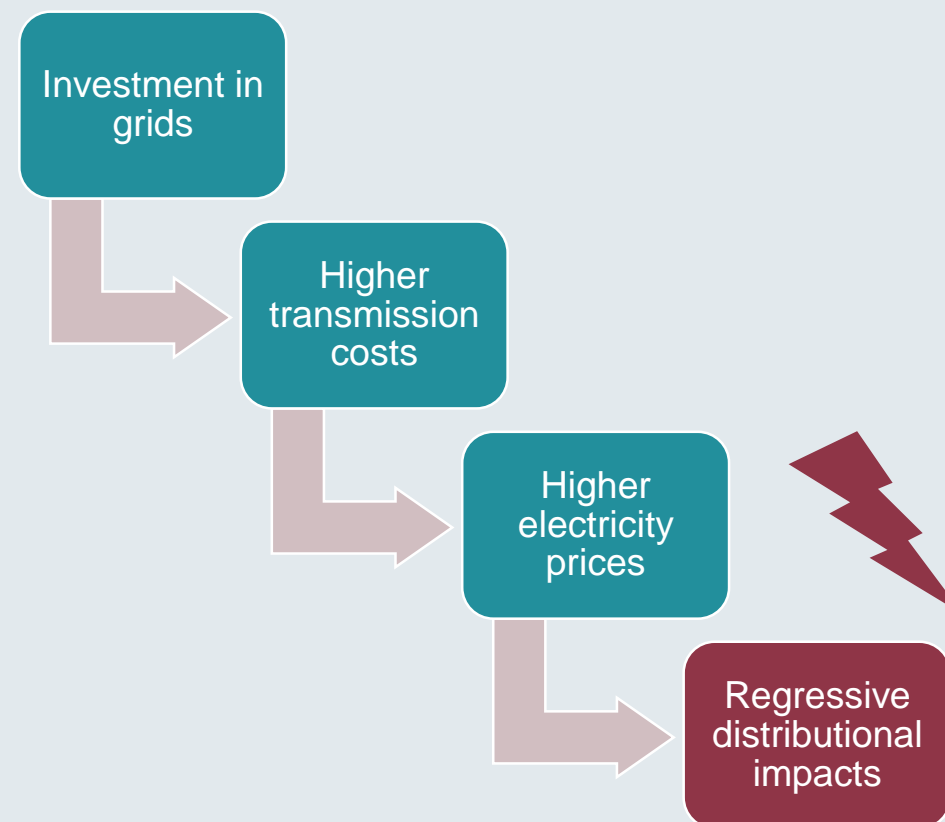 Investment in
grids
Higher
transmission
costs
Higher
electricity
prices
Regressive
distributional
impacts